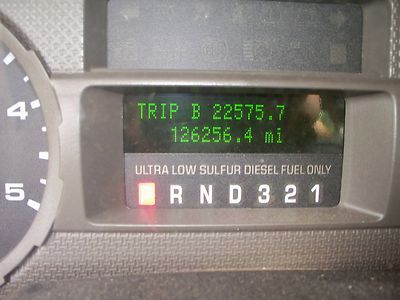 TRIP B 22575.7
126256.4 mi
ULTRA LOW SULFUR DIESEL FUEL ONLY
R N D 3 2 1
4
5